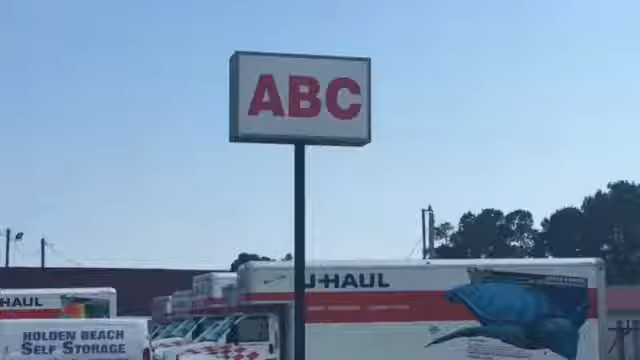 ABC
U-HAUL
HAUL
HOLDEN BEACH
SELF STORAGE